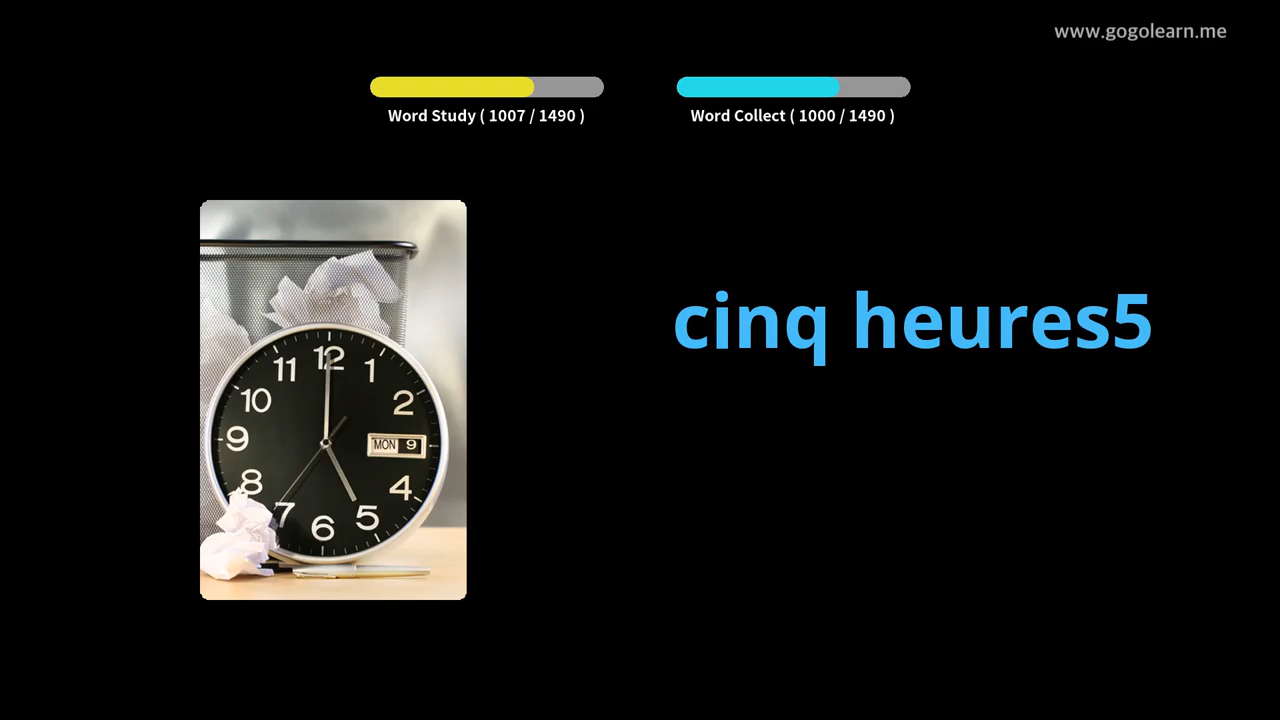 www.gogolearn.me
Word Study ( 1007 / 1490 )
Word Collect ( 1000 / 1490 )
cinq heures5
12
11
1
10
2
9
MON 9
8
4
7
5
6